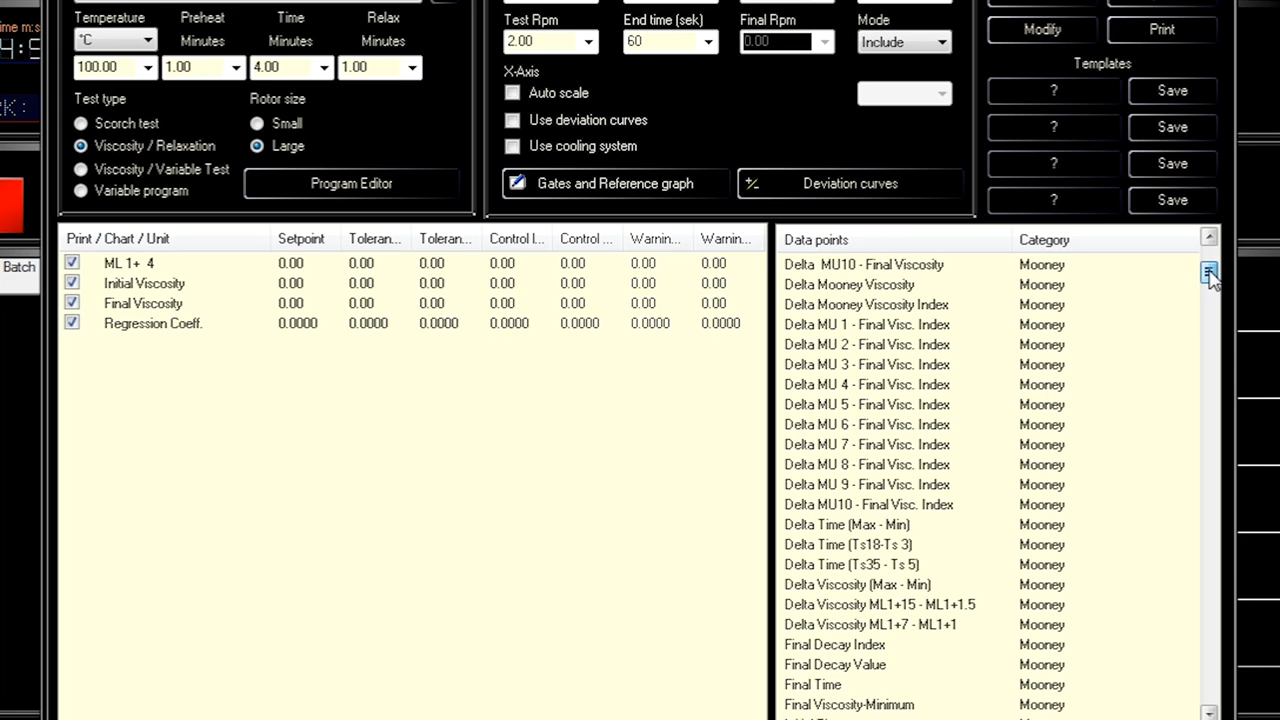 ime m:s
Temperature Preheat Time Relax
Minutes Minutes Minutes
°C
100.00 1.00 4.00 1.00
Test type Rotor size
Scorch test Small
Viscosity / Relaxation Large
Viscosity / Variable Test
Variable program
Program Editor
Test Rpm End time (sek) Final Rpm Mode
2.00 60 0.00 Include
X-Axis
Auto scale
Use deviation curves
Use cooling system
Gates and Reference graph Deviation curves
Modify Print
Templates
? Save
? Save
? Save
? Save
Batch
Print / Chart / Unit Setpoint Toleran... Toleran... Control l... Control ... Warnin... Warnin...
ML 1+ 4 0.00 0.00 0.00 0.00 0.00 0.00 0.00
Initial Viscosity 0.00 0.00 0.00 0.00 0.00 0.00 0.00
Final Viscosity 0.00 0.00 0.00 0.00 0.00 0.00 0.00
Regression Coeff. 0.0000 0.0000 0.0000 0.0000 0.0000 0.0000 0.0000
Data points Category
Delta MU10 - Final Viscosity Mooney
Delta Mooney Viscosity Mooney
Delta Mooney Viscosity Index Mooney
Delta MU 1 - Final Visc. Index Mooney
Delta MU 2 - Final Visc. Index Mooney
Delta MU 3 - Final Visc. Index Mooney
Delta MU 4 - Final Visc. Index Mooney
Delta MU 5 - Final Visc. Index Mooney
Delta MU 6 - Final Visc. Index Mooney
Delta MU 7 - Final Visc. Index Mooney
Delta MU 8 - Final Visc. Index Mooney
Delta MU 9 - Final Visc. Index Mooney
Delta MU10 - Final Visc. Index Mooney
Delta Time (Max - Min) Mooney
Delta Time (Ts18-Ts 3) Mooney
Delta Time (Ts35 - Ts 5) Mooney
Delta Viscosity (Max - Min) Mooney
Delta Viscosity ML1+15 - ML1+1.5 Mooney
Delta Viscosity ML1+7 - ML1+1 Mooney
Final Decay Index Mooney
Final Decay Value Mooney
Final Time Mooney
Final Viscosity-Minimum Mooney